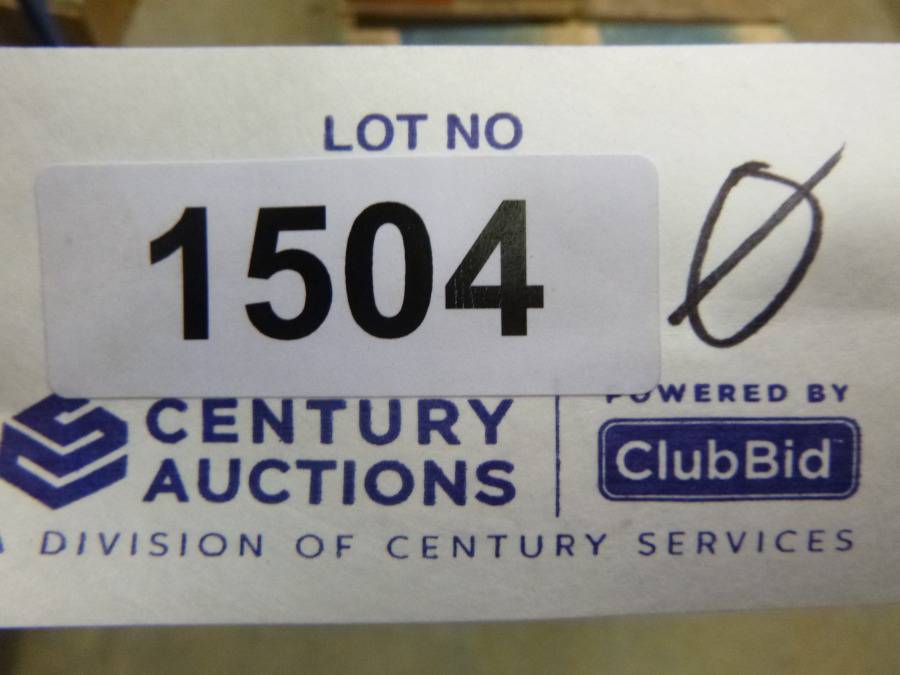 LOT NO
1504 Ø
CENTURY
AUCTIONS
POWERED BY
ClubBid
A DIVISION OF CENTURY SERVICES